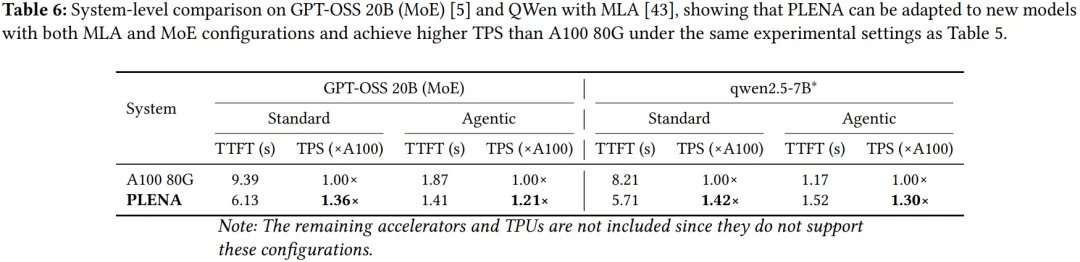 Table 6: System-level comparison on GPT-OSS 20B (MoE) [5] and QWen with MLA [43], showing that PLENA can be adapted to new models
with both MLA and MoE configurations and achieve higher TPS than A100 80G under the same experimental settings as Table 5.
System GPT-OSS 20B (MoE) qwen2.5-7B*
Standard Agentic Standard Agentic
TTFT (s) TPS (×A100) TTFT (s) TPS (×A100) TTFT (s) TPS (×A100) TTFT (s) TPS (×A100)
A100 80G 9.39 1.00× 1.87 1.00× 8.21 1.00× 1.17 1.00×
PLENA 6.13 1.36× 1.41 1.21× 5.71 1.42× 1.52 1.30×
Note: The remaining accelerators and TPUs are not included since they do not support
these configurations.